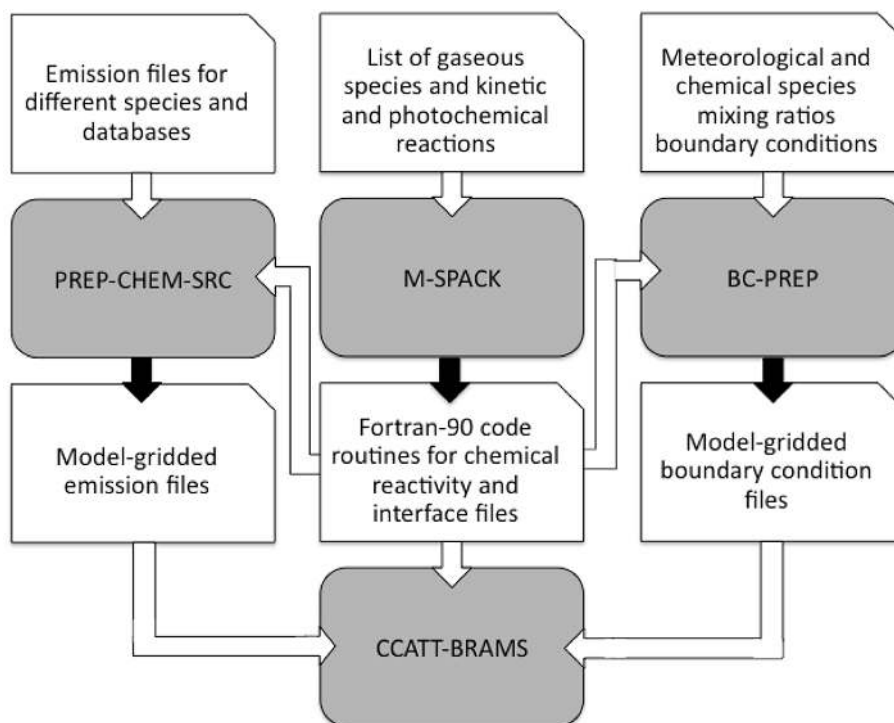 Emission files for
different species and
databases
List of gaseous
species and kinetic
and photochemical
reactions
Meteorological and
chemical species
mixing ratios
boundary conditions
PREP-CHEM-SRC
M-SPACK
BC-PREP
Model-gridded
emission files
Fortran-90 code
routines for chemical
reactivity and
interface files
Model-gridded
boundary condition
files
CCATT-BRAMS